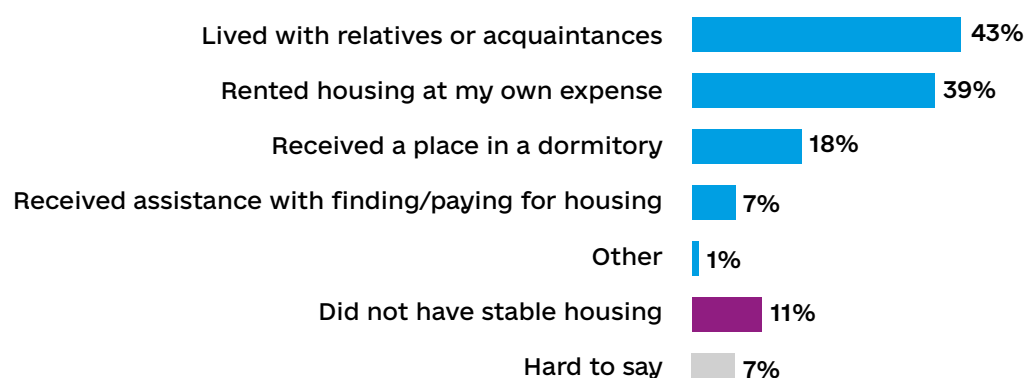 Lived with relatives or acquaintances 43%
Rented housing at my own expense 39%
Received a place in a dormitory 18%
Received assistance with finding/paying for housing 7%
Other 1%
Did not have stable housing 11%
Hard to say 7%